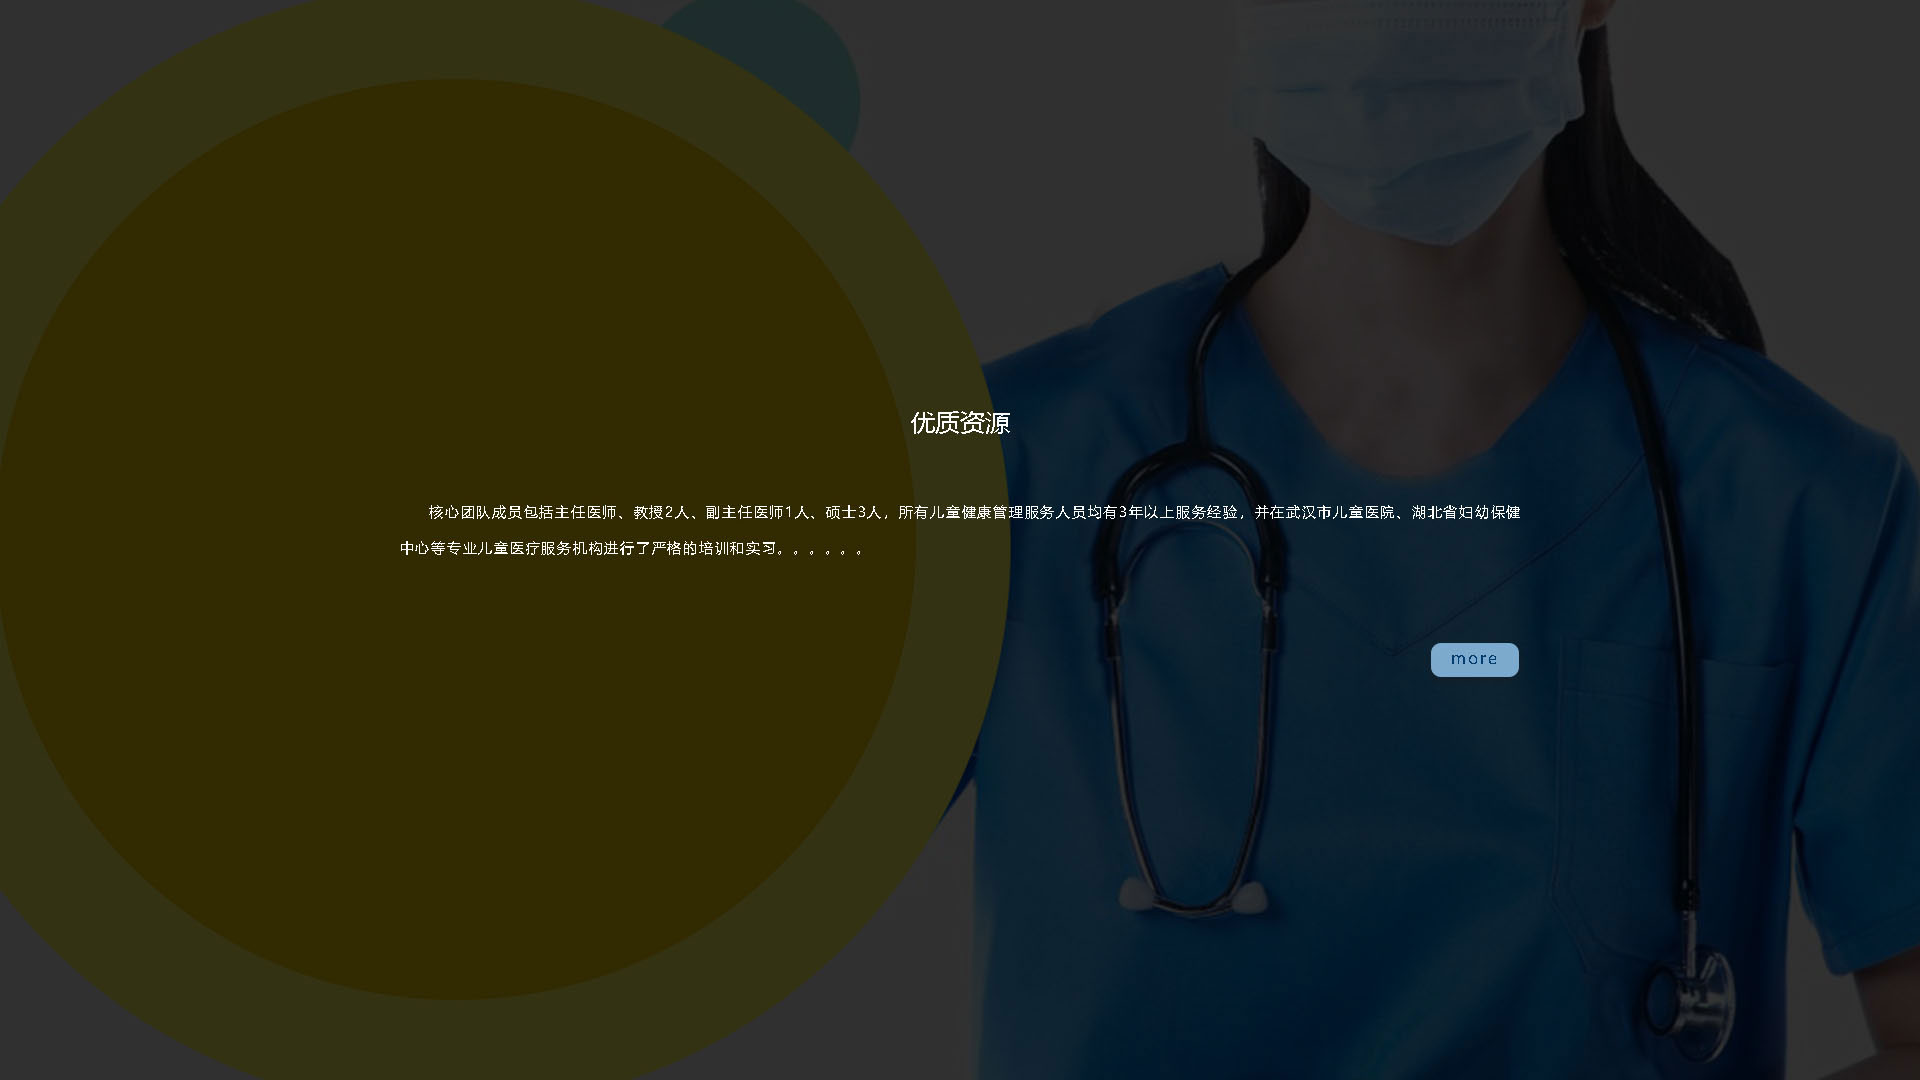 优质资源
核心团队成员包括主任医师、教授2人、副主任医师1人、硕士3人，所有儿童健康管理服务人员均有3年以上服务经验，并在武汉市儿童医院、湖北省妇幼保健
中心等专业儿童医疗服务机构进行了严格的培训和实习。。。。。。
more